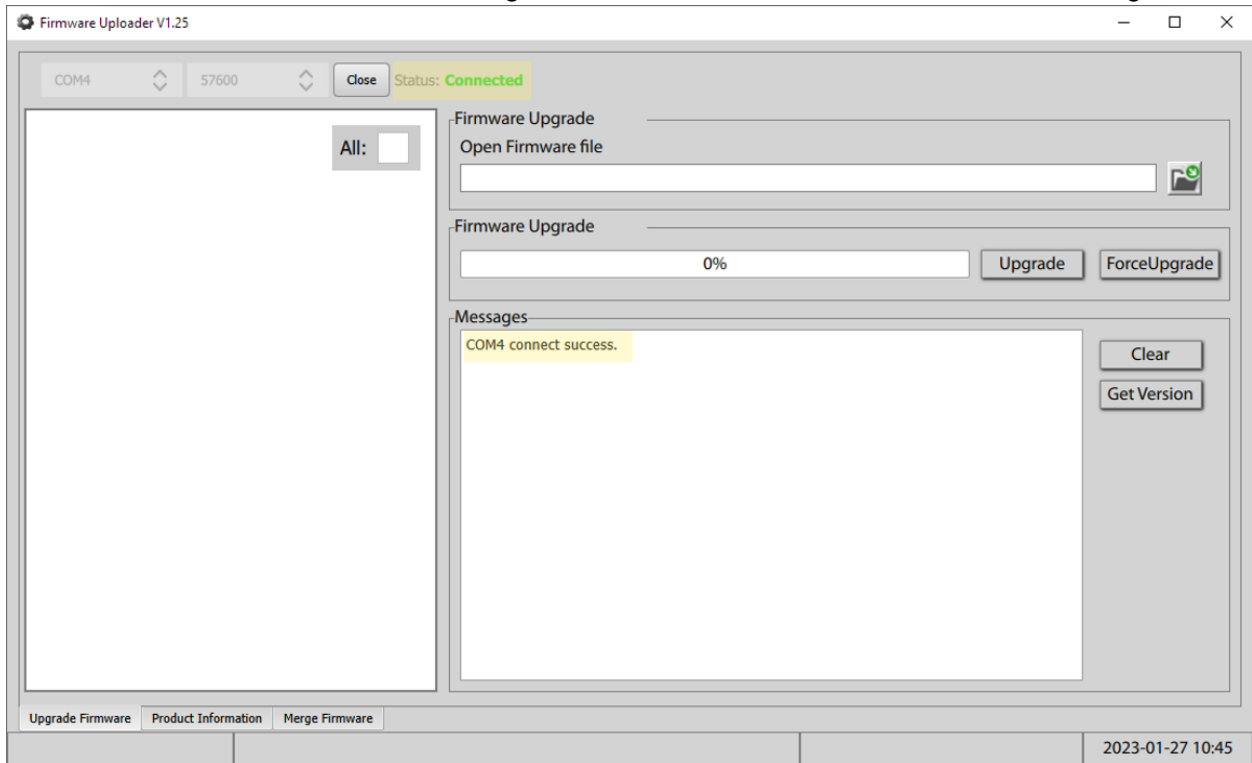 Firmware Uploader V1.25
COM4 57600 Close Status: Connected
All:
Firmware Upgrade
Open Firmware file
Firmware Upgrade
0% Upgrade ForceUpgrade
Messages
COM4 connect success.
Clear
Get Version
Upgrade Firmware Product Information Merge Firmware
2023-01-27 10:45